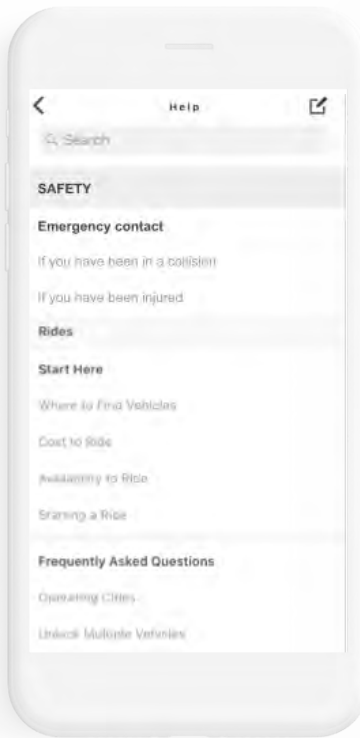 Help
Search
SAFETY
Emergency contact
If you have been in a collision
If you have been injured
Rides
Start Here
Where to Find Vehicles
Cost to Ride
Availability to Ride
Starting a Ride
Frequently Asked Questions
Operating Cities
Unlock Multiple Vehicles